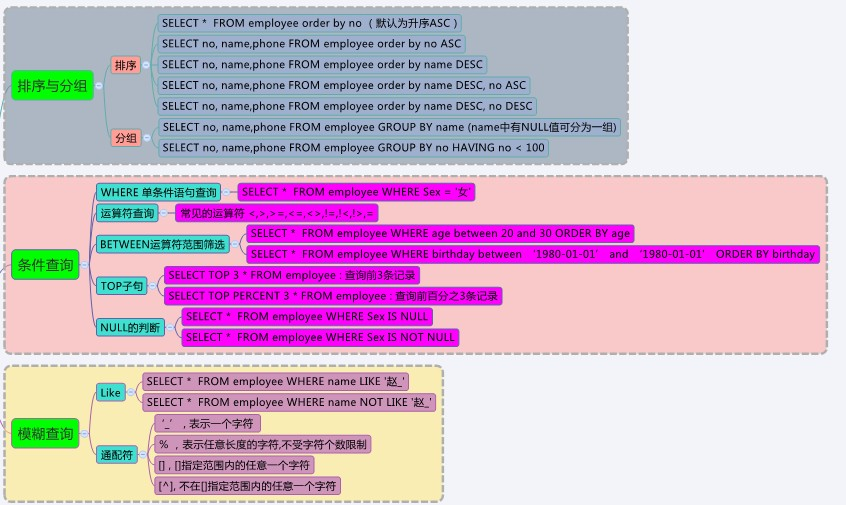 排序与分组
排序
SELECT * FROM employee order by no （默认为升序ASC）
SELECT no, name,phone FROM employee order by no ASC
SELECT no, name,phone FROM employee order by name DESC
SELECT no, name,phone FROM employee order by name DESC, no ASC
SELECT no, name,phone FROM employee order by name DESC, no DESC
分组
SELECT no, name,phone FROM employee GROUP BY name (name中有NULL值可分为一组)
SELECT no, name,phone FROM employee GROUP BY no HAVING no < 100
条件查询
WHERE 单条件语句查询
SELECT * FROM employee WHERE Sex = '女'
运算符查询
常见的运算符 <,>,>=,<=,<>,!=,!<,!>,=
BETWEEN运算符范围筛选
SELECT * FROM employee WHERE age between 20 and 30 ORDER BY age
SELECT * FROM employee WHERE birthday between ‘1980-01-01’ and ‘1980-01-01’ ORDER BY birthday
TOP子句
SELECT TOP 3 * FROM employee : 查询前3条记录
SELECT TOP PERCENT 3 * FROM employee : 查询前百分之3条记录
NULL的判断
SELECT * FROM employee WHERE Sex IS NULL
SELECT * FROM employee WHERE Sex IS NOT NULL
模糊查询
Like
SELECT * FROM employee WHERE name LIKE '赵_'
SELECT * FROM employee WHERE name NOT LIKE '赵_'
通配符
‘_’ , 表示一个字符
% ，表示任意长度的字符,不受字符个数限制
[] , []指定范围内的任意一个字符
[^], 不在[]指定范围内的任意一个字符